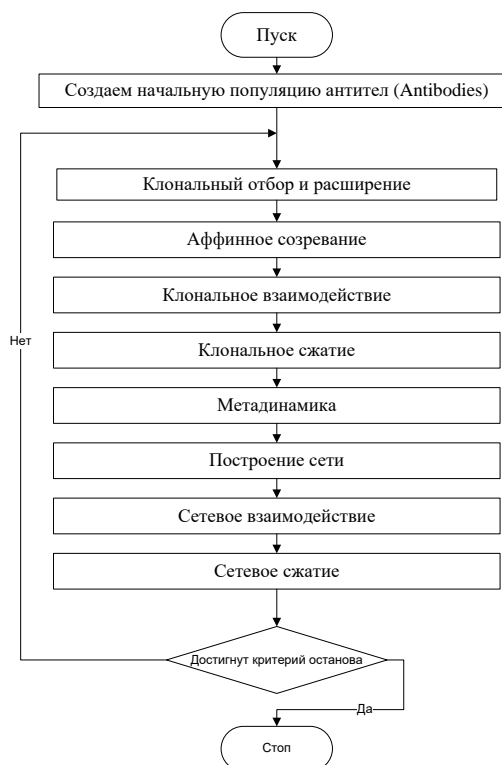 Пуск
Создаем начальную популяцию антител (Antibodies)
Клональный отбор и расширение
Аффинное созревание
Клональное взаимодействие
Нет
Клональное сжатие
Метадинамика
Построение сети
Сетевое взаимодействие
Сетевое сжатие
Достигнут критерий останова
Да
Стоп